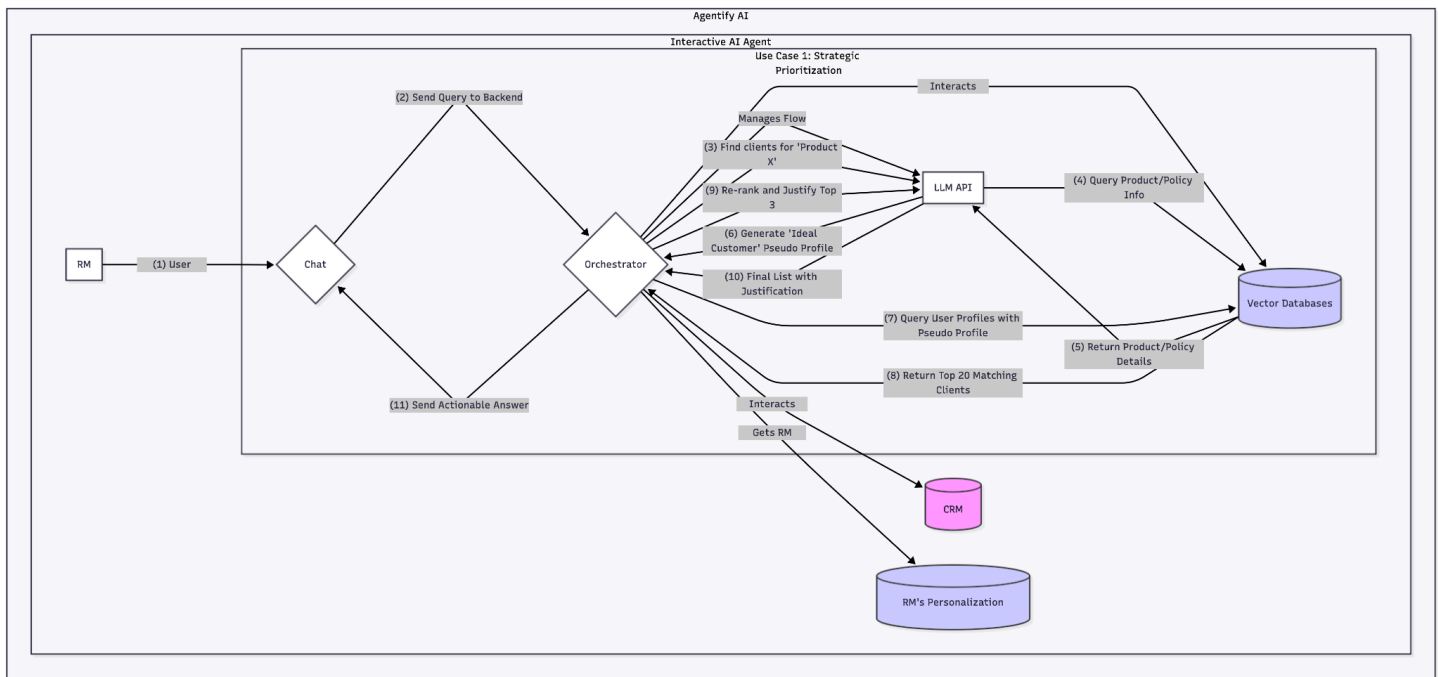 Agentify AI
Interactive AI Agent
Use Case 1: Strategic
Prioritization
Interacts
(2) Send Query to Backend
Manages Flow
(3) Find clients for 'Product
X'
(9) Re-rank and Justify Top
3
LLM API
(4) Query Product/Policy
Info
(6) Generate 'Ideal
Customer' Pseudo Profile
RM
(1) User
Chat
Orchestrator
(10) Final List with
Justification
Vector Databases
(7) Query User Profiles with
Pseudo Profile
(5) Return Product/Policy
Details
(8) Return Top 20 Matching
Clients
(11) Send Actionable Answer
Interacts
Gets RM
CRM
RM's Personalization